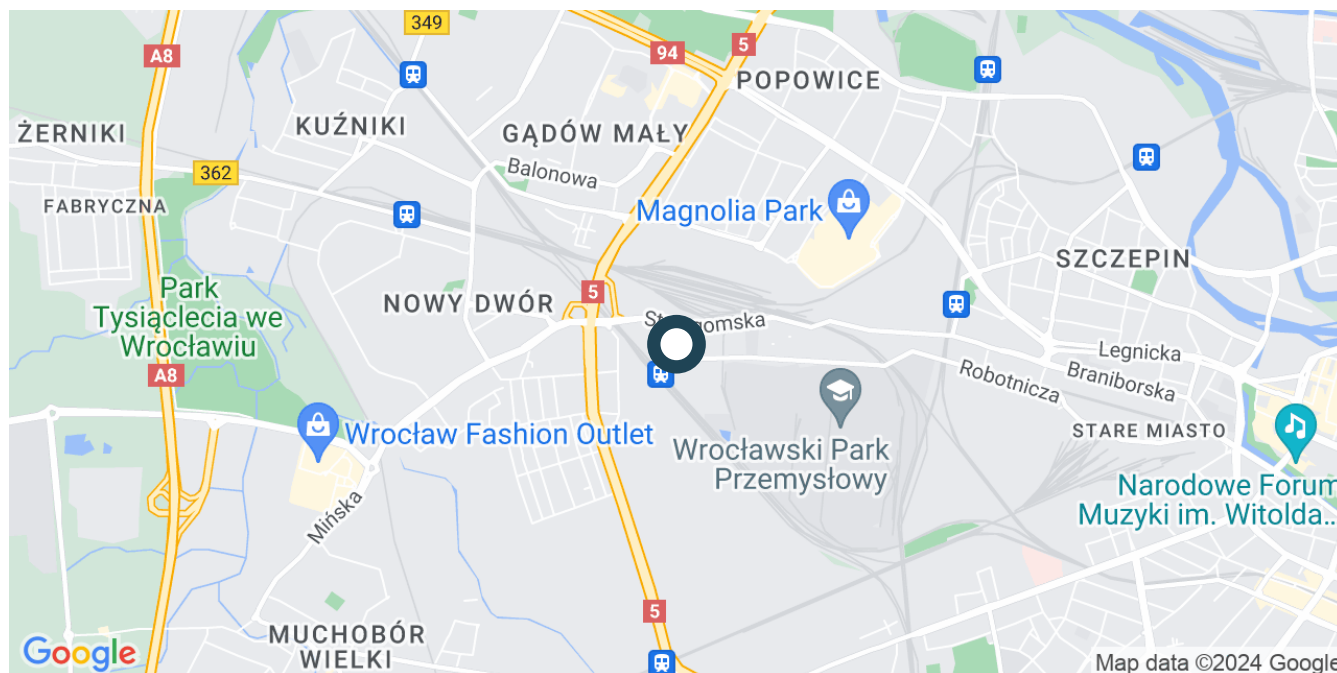 349
A8
94
5
POPOWICE
ŻERNIKI
KUŹNIKI
GĄDÓW MAŁY
Balonowa
362
FABRYCZNA
Magnolia Park
SZCZEPIN
Park
Tysiąclecia we
Wrocławiu
NOWY DWÓR
5
Legnicka
A8
Robotnicza
Braniborska
Wrocław Fashion Outlet
STARE MIASTO
Wrocławski Park
Przemysłowy
Mińska
Narodowe Forum
Muzyki im. Witolda..
5
MUCHOBÓR
WIELKI
Google
Map data ©2024 Google